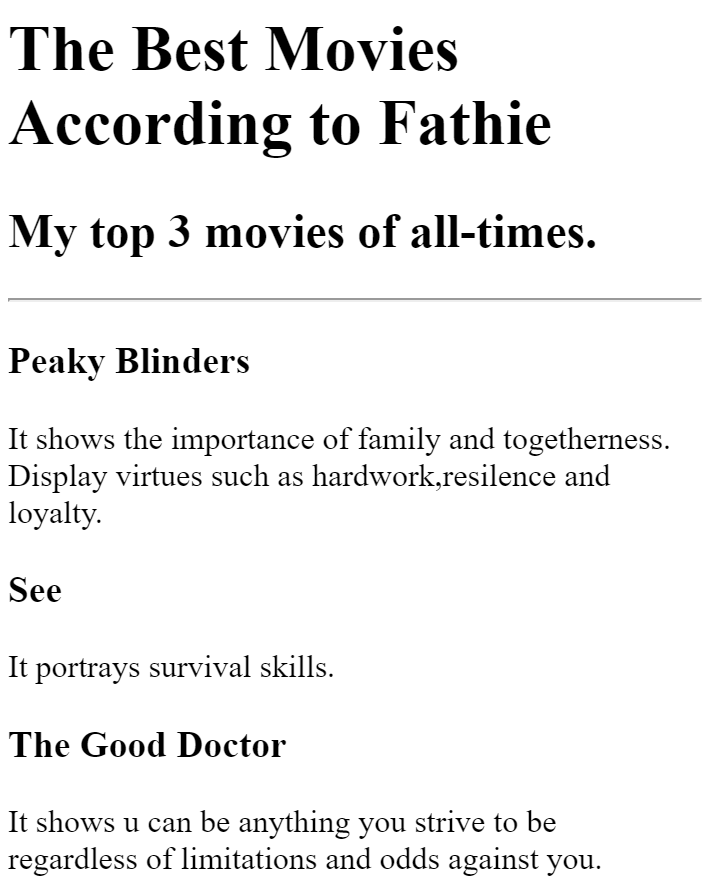 The Best Movies
According to Fathie
My top 3 movies of all-times.
Peaky Blinders
It shows the importance of family and togetherness.
Display virtues such as hardwork,resilence and
loyalty.
See
It portrays survival skills.
The Good Doctor
It shows u can be anything you strive to be
regardless of limitations and odds against you.